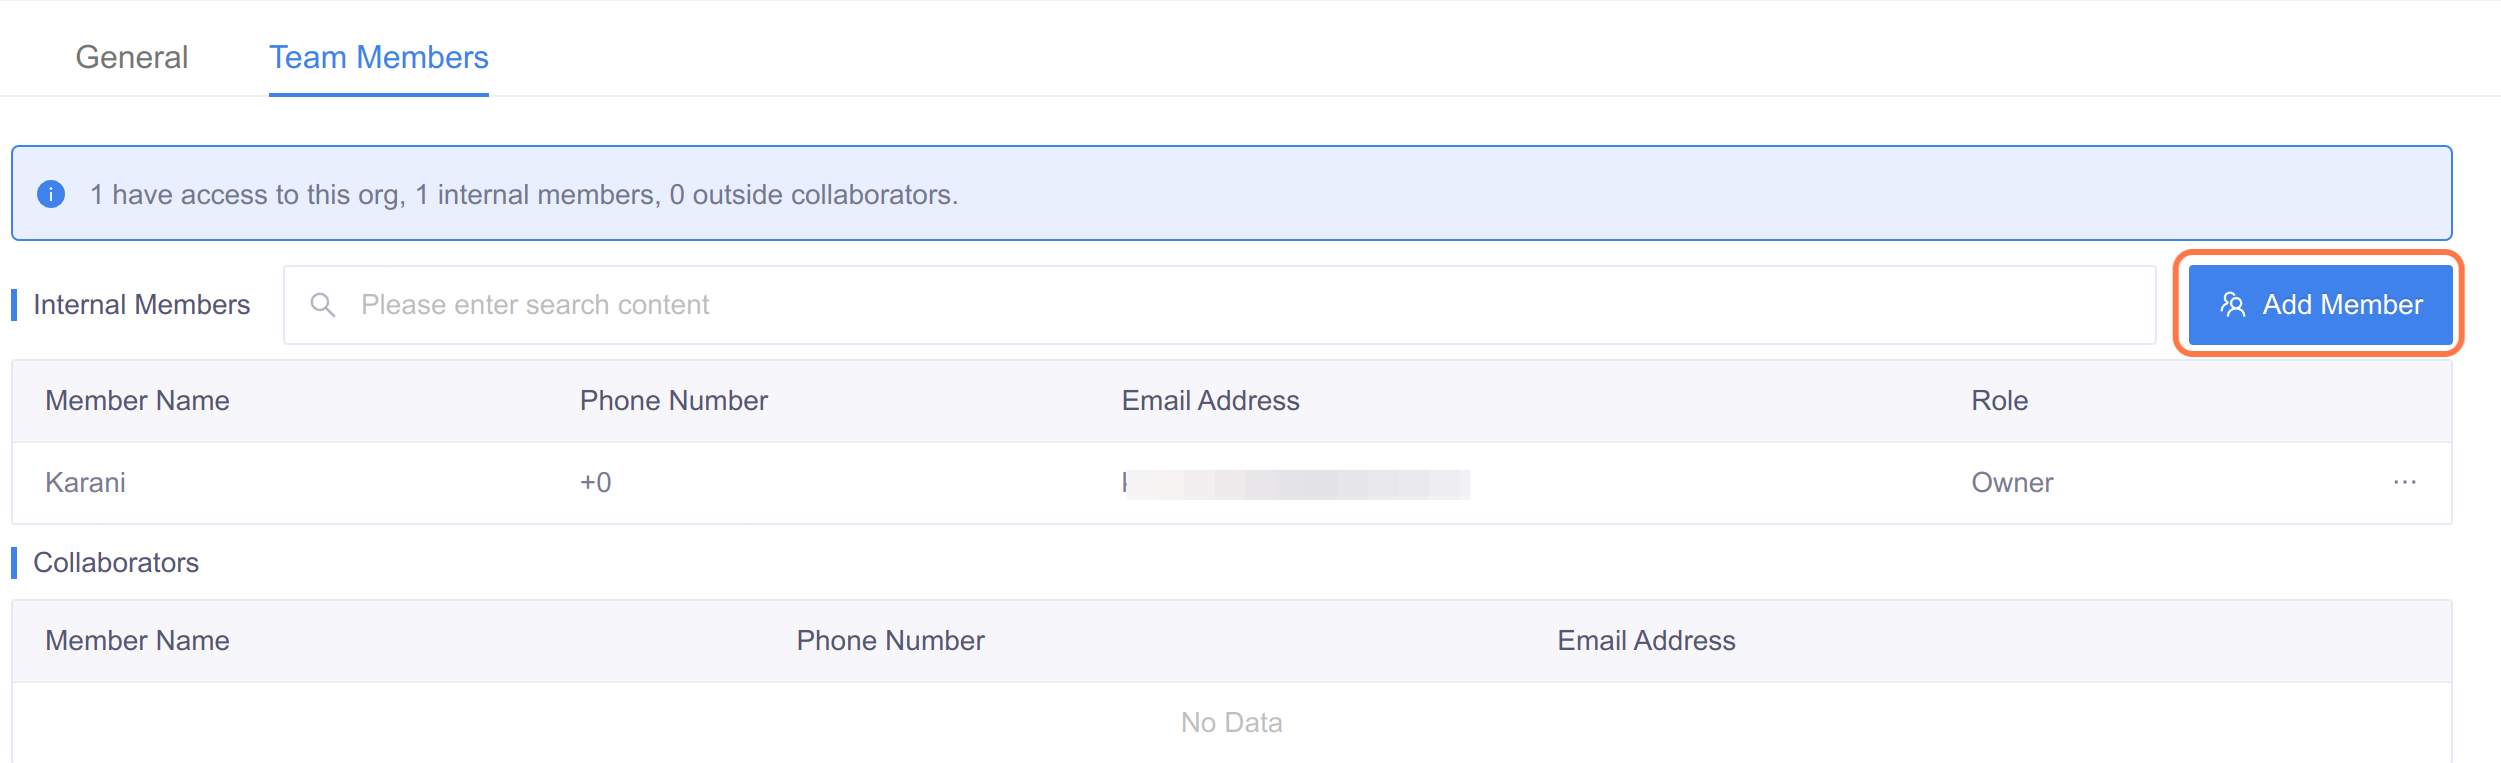 General Team Members
1 have access to this org, 1 internal members, 0 outside collaborators.
Internal Members Please enter search content Add Member
Member Name Phone Number Email Address Role
Karani +0 Owner ···
Collaborators
Member Name Phone Number Email Address
No Data